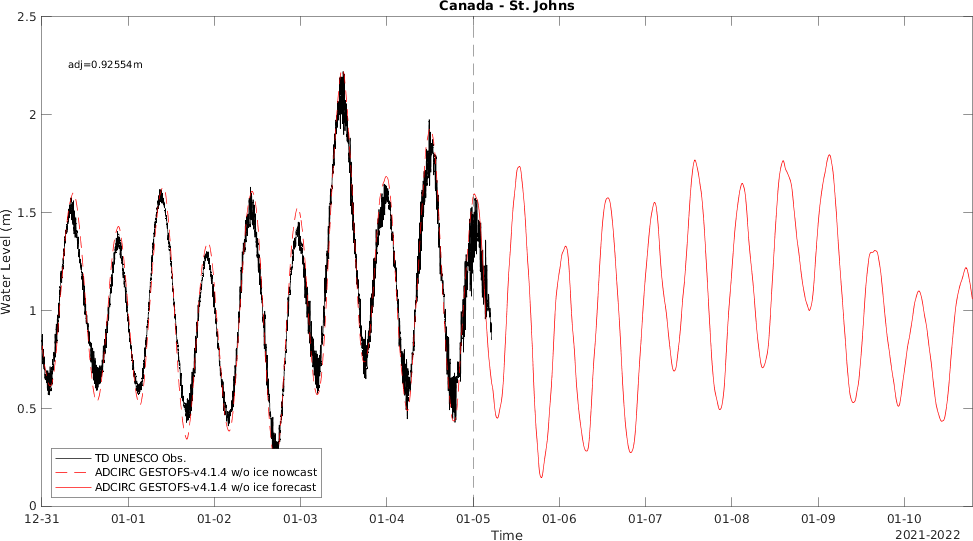 Canada - St. Johns
2.5
adj=0.92554m
2
1.5
Water Level (m)
1
0.5
TD UNESCO Obs.
ADCIRC GESTOFS-v4.1.4 w/o ice nowcast
ADCIRC GESTOFS-v4.1.4 w/o ice forecast
0
12-31 01-01 01-02 01-03 01-04 01-05 01-06 01-07 01-08 01-09 01-10
Time
2021-2022